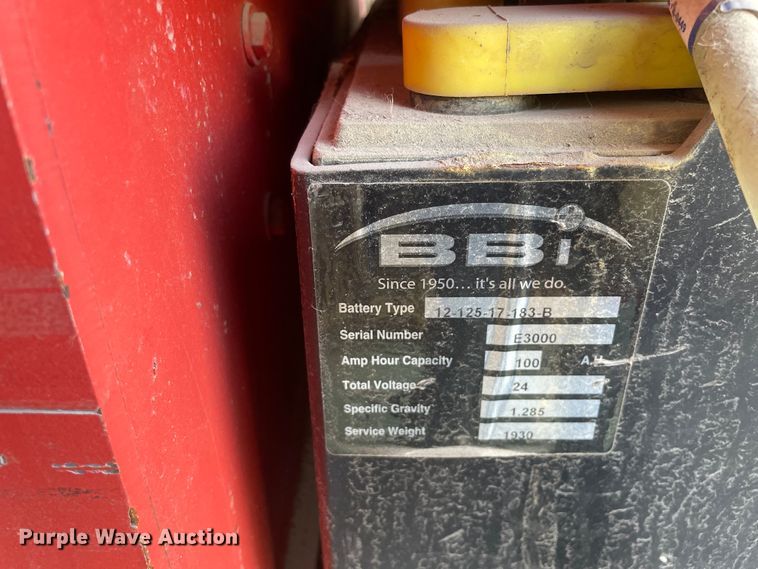 BBi
Since 1950... it's all we do.
Battery Type 12-125-17-183-B
Serial Number E3000
Amp Hour Capacity 100 AH
Total Voltage 24
Specific Gravity 1.285
Service Weight 1930
Purple Wave Auction